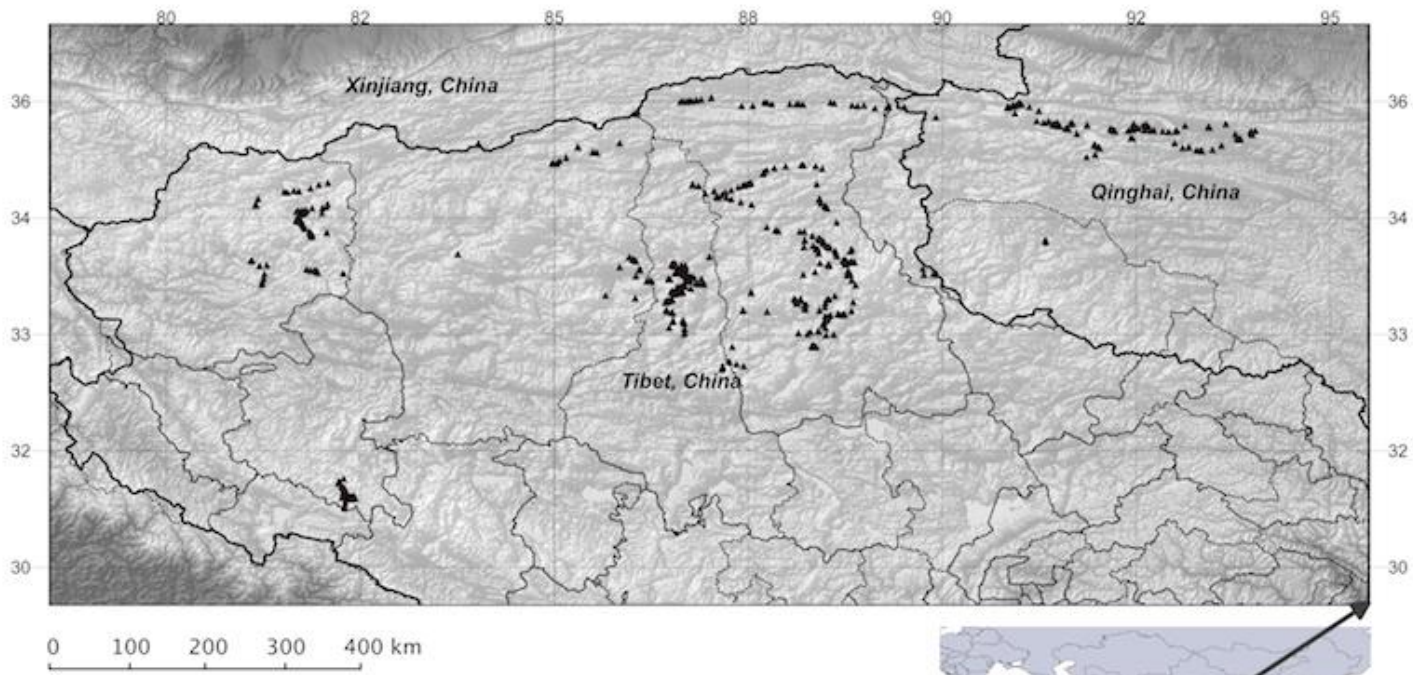 80 82 85 88 90 92 95
Xinjiang, China
36 36
Qinghai, China
34 34
33 33
Tibet, China
32 32
30 30
0 100 200 300 400 km